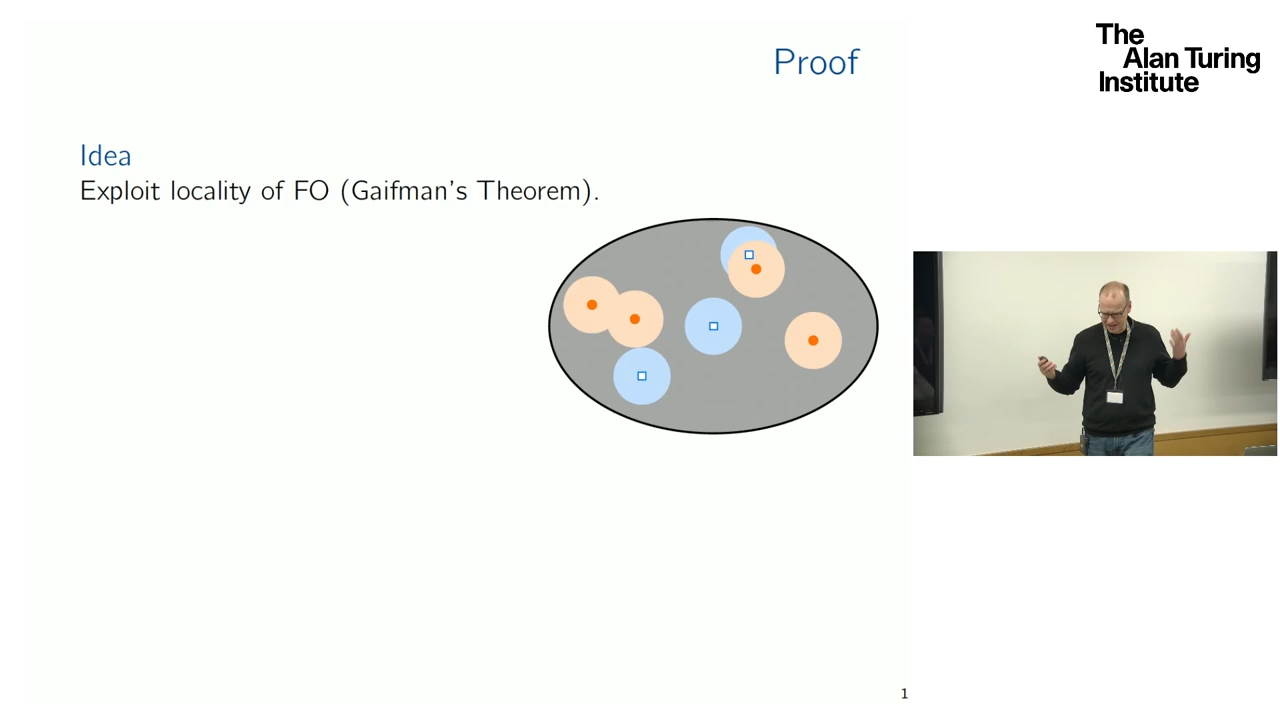 Proof
The
Alan Turing
Institute
Idea
Exploit locality of FO (Gaifman's Theorem).
1